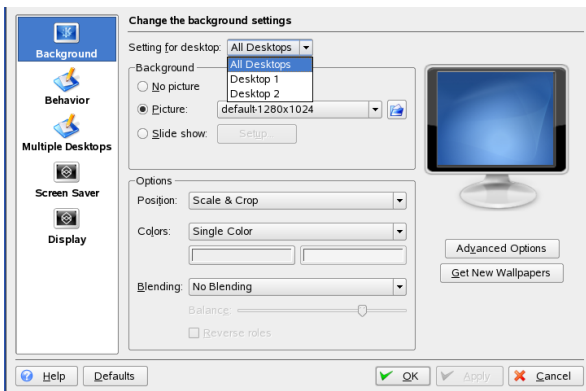 Background
Behavior
Multiple Desktops
Screen Saver
Display
Change the background settings
Setting for desktop: All Desktops
All Desktops
Desktop 1
Desktop 2
Background
No picture
Picture: default-1280x1024
Slide show: Setup...
Options
Position: Scale & Crop
Colors: Single Color
Blending: No Blending
Balance:
Reverse roles
Advanced Options
Get New Wallpapers
Help
Defaults
OK
Apply
Cancel